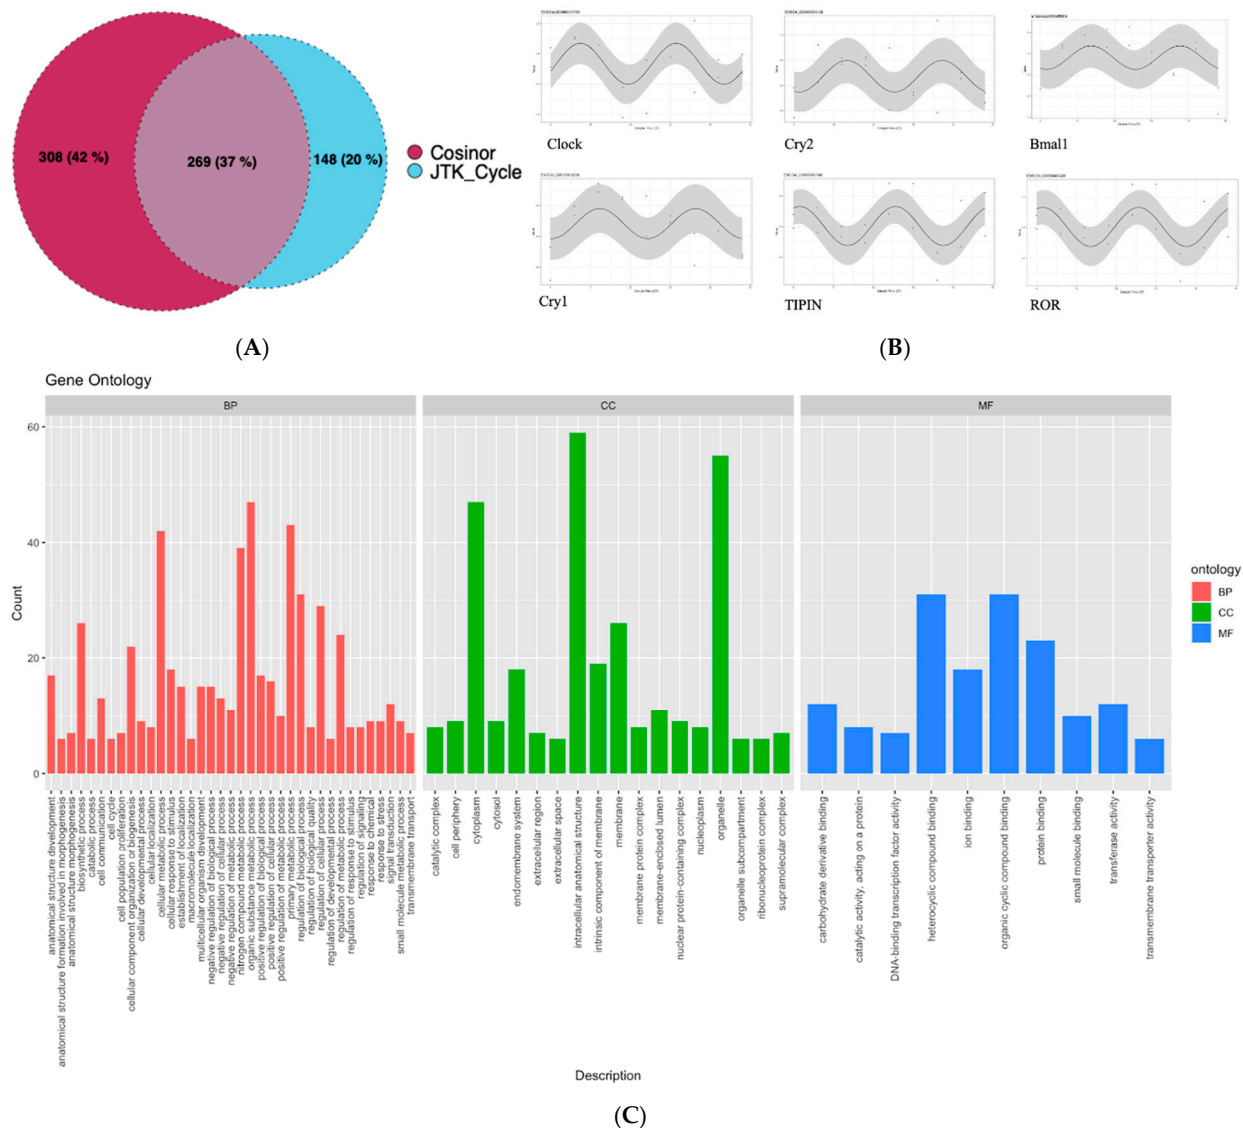 308 (42 %)
269 (37 %)
148 (20 %)
Cosinor
JTK_Cycle
(A)
Clock
Cry2
Bmal1
Cry1
TIPIN
ROR
(B)
Gene Ontology
BP
CC
MF
Count
60
40
20
0
anatomical structure development
anatomical structure formation involved in morphogenesis
anatomical structure morphogenesis
biosynthetic process
catabolic process
cell communication
cell cycle
cell population proliferation
cellular component organization or biogenesis
cellular developmental process
cellular localization
cellular metabolic process
cellular response to stimulus
establishment of localization
macromolecule localization
multicellular organism development
negative regulation of biological process
negative regulation of cellular process
negative regulation of metabolic process
nitrogen compound metabolic process
organic substance metabolic process
positive regulation of biological process
positive regulation of cellular process
positive regulation of metabolic process
primary metabolic process
regulation of biological process
regulation of biological quality
regulation of cellular process
regulation of developmental process
regulation of metabolic process
regulation of response to stimulus
regulation of signaling
response to chemical
response to stress
signal transduction
small molecule metabolic process
transmembrane transport
catalytic complex
cell periphery
cytoplasm
cytosol
endomembrane system
extracellular region
extracellular space
intracellular anatomical structure
intrinsic component of membrane
membrane
membrane protein complex
membrane-enclosed lumen
nuclear protein-containing complex
nucleoplasm
organelle
organelle subcompartment
ribonucleoprotein complex
supramolecular complex
carbohydrate derivative binding
catalytic activity, acting on a protein
DNA-binding transcription factor activity
heterocyclic compound binding
ion binding
organic cyclic compound binding
protein binding
small molecule binding
transferase activity
transmembrane transporter activity
Description
ontology
BP
CC
MF
(C)